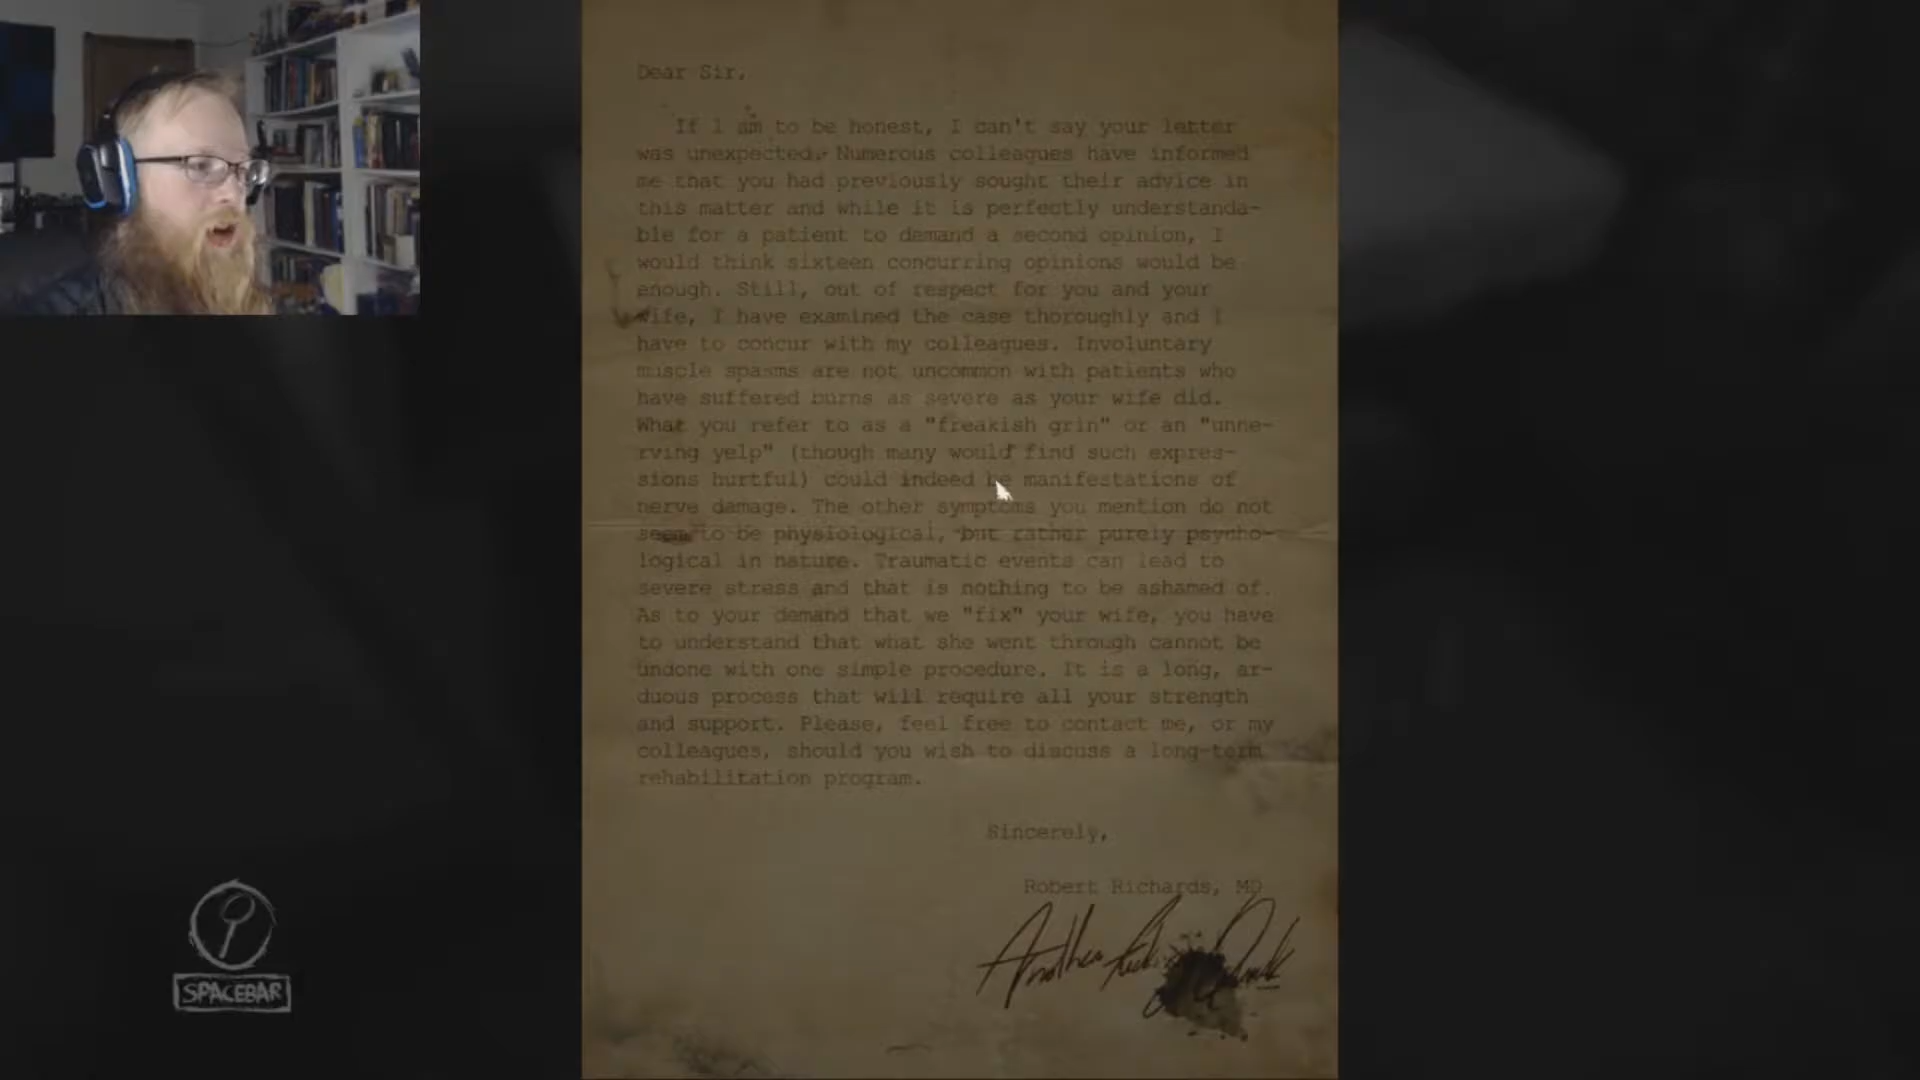 Dear Sir,
If I am to be honest, I can't say your letter
was unexpected. Numerous colleagues have informed
me that you had previously sought their advice in
this matter and while it is perfectly understanda-
ble for a patient to demand a second opinion, I
would think sixteen concurring opinions would be
enough. Still, out of respect for you and your
wife, I have examined the case thoroughly and I
have to concur with my colleagues. Involuntary
muscle spasms are not uncommon with patients who
have suffered burns as severe as your wife did.
What you refer to as a "freakish grin" or an "unne-
rving yelp" (though many would find such expres-
sions hurtful) could indeed be manifestations of
nerve damage. The other symptoms you mention do not
seem to be physiological, but rather purely psycho-
logical in nature. Traumatic events can lead to
severe stress and that is nothing to be ashamed of.
As to your demand that we "fix" your wife, you have
to understand that what she went through cannot be
undone with one simple procedure. It is a long, ar-
duous process that will require all your strength
and support. Please, feel free to contact me, or my
colleagues, should you wish to discuss a long-term
rehabilitation program.
Sincerely,
Robert Richards, MD
Another
SPACEBAR